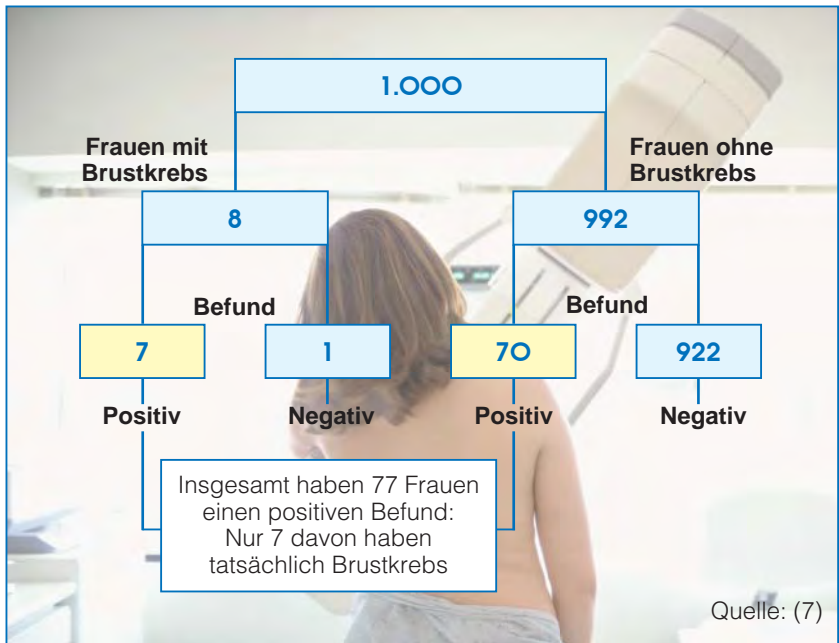 1.000
Frauen mit
Brustkrebs
Frauen ohne
Brustkrebs
8
992
Befund
Befund
7
1
70
922
Positiv
Negativ
Positiv
Negativ
Insgesamt haben 77 Frauen
einen positiven Befund:
Nur 7 davon haben
tatsächlich Brustkrebs
Quelle: (7)